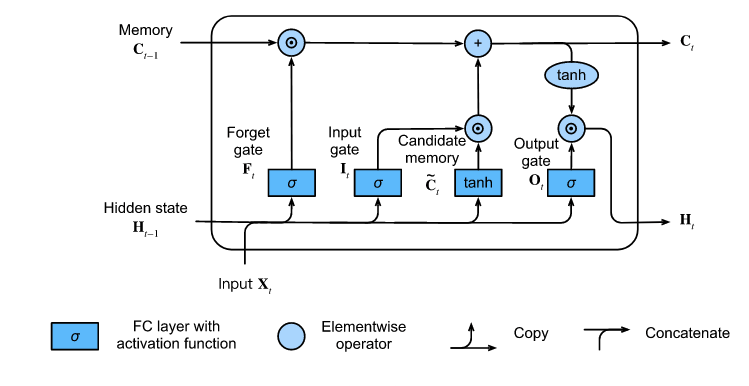 Memory
C_{t−1}
C_t
tanh
Forget
gate
F_t
Input
gate
I_t
Candidate
memory
C̃_t
Output
gate
O_t
σ
σ
tanh
σ
Hidden state
H_{t−1}
H_t
Input X_t
σ
FC layer with
activation function
Elementwise
operator
Copy
Concatenate
+